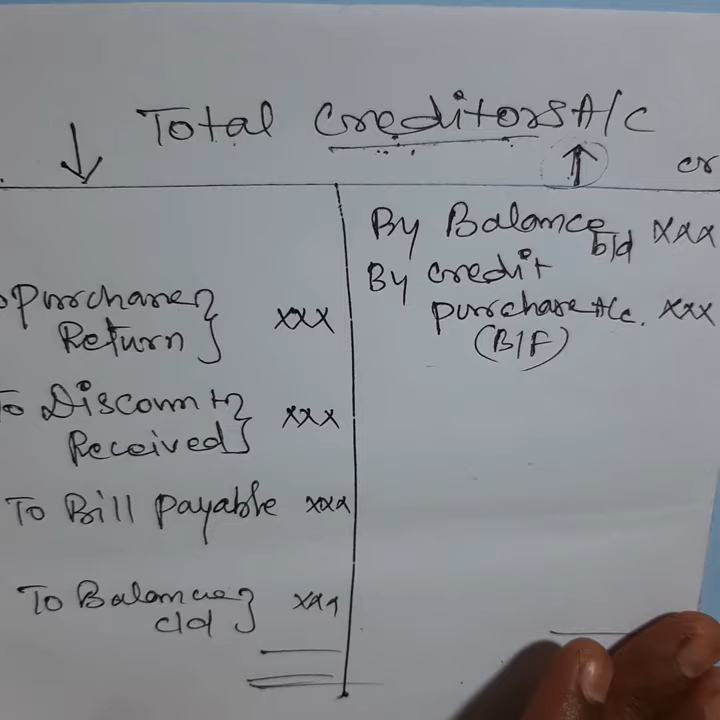 Total Creditors A/C
cr
By Balance b/d xxx
By credit
purchase A/c. xxx
(B/F)
o purchase }
Return } xxx
To Discount }
Received } xxx
To Bill payable xxx
To Balance }
c/d } xxx